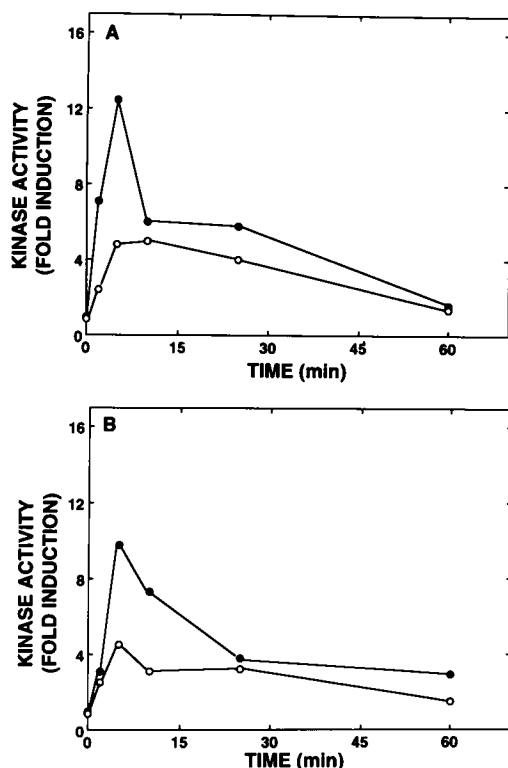 A
16
12
8
4
0
KINASE ACTIVITY
(FOLD INDUCTION)
0 15 30 45 60
TIME (min)
B
16
12
8
4
0
KINASE ACTIVITY
(FOLD INDUCTION)
0 15 30 45 60
TIME (min)